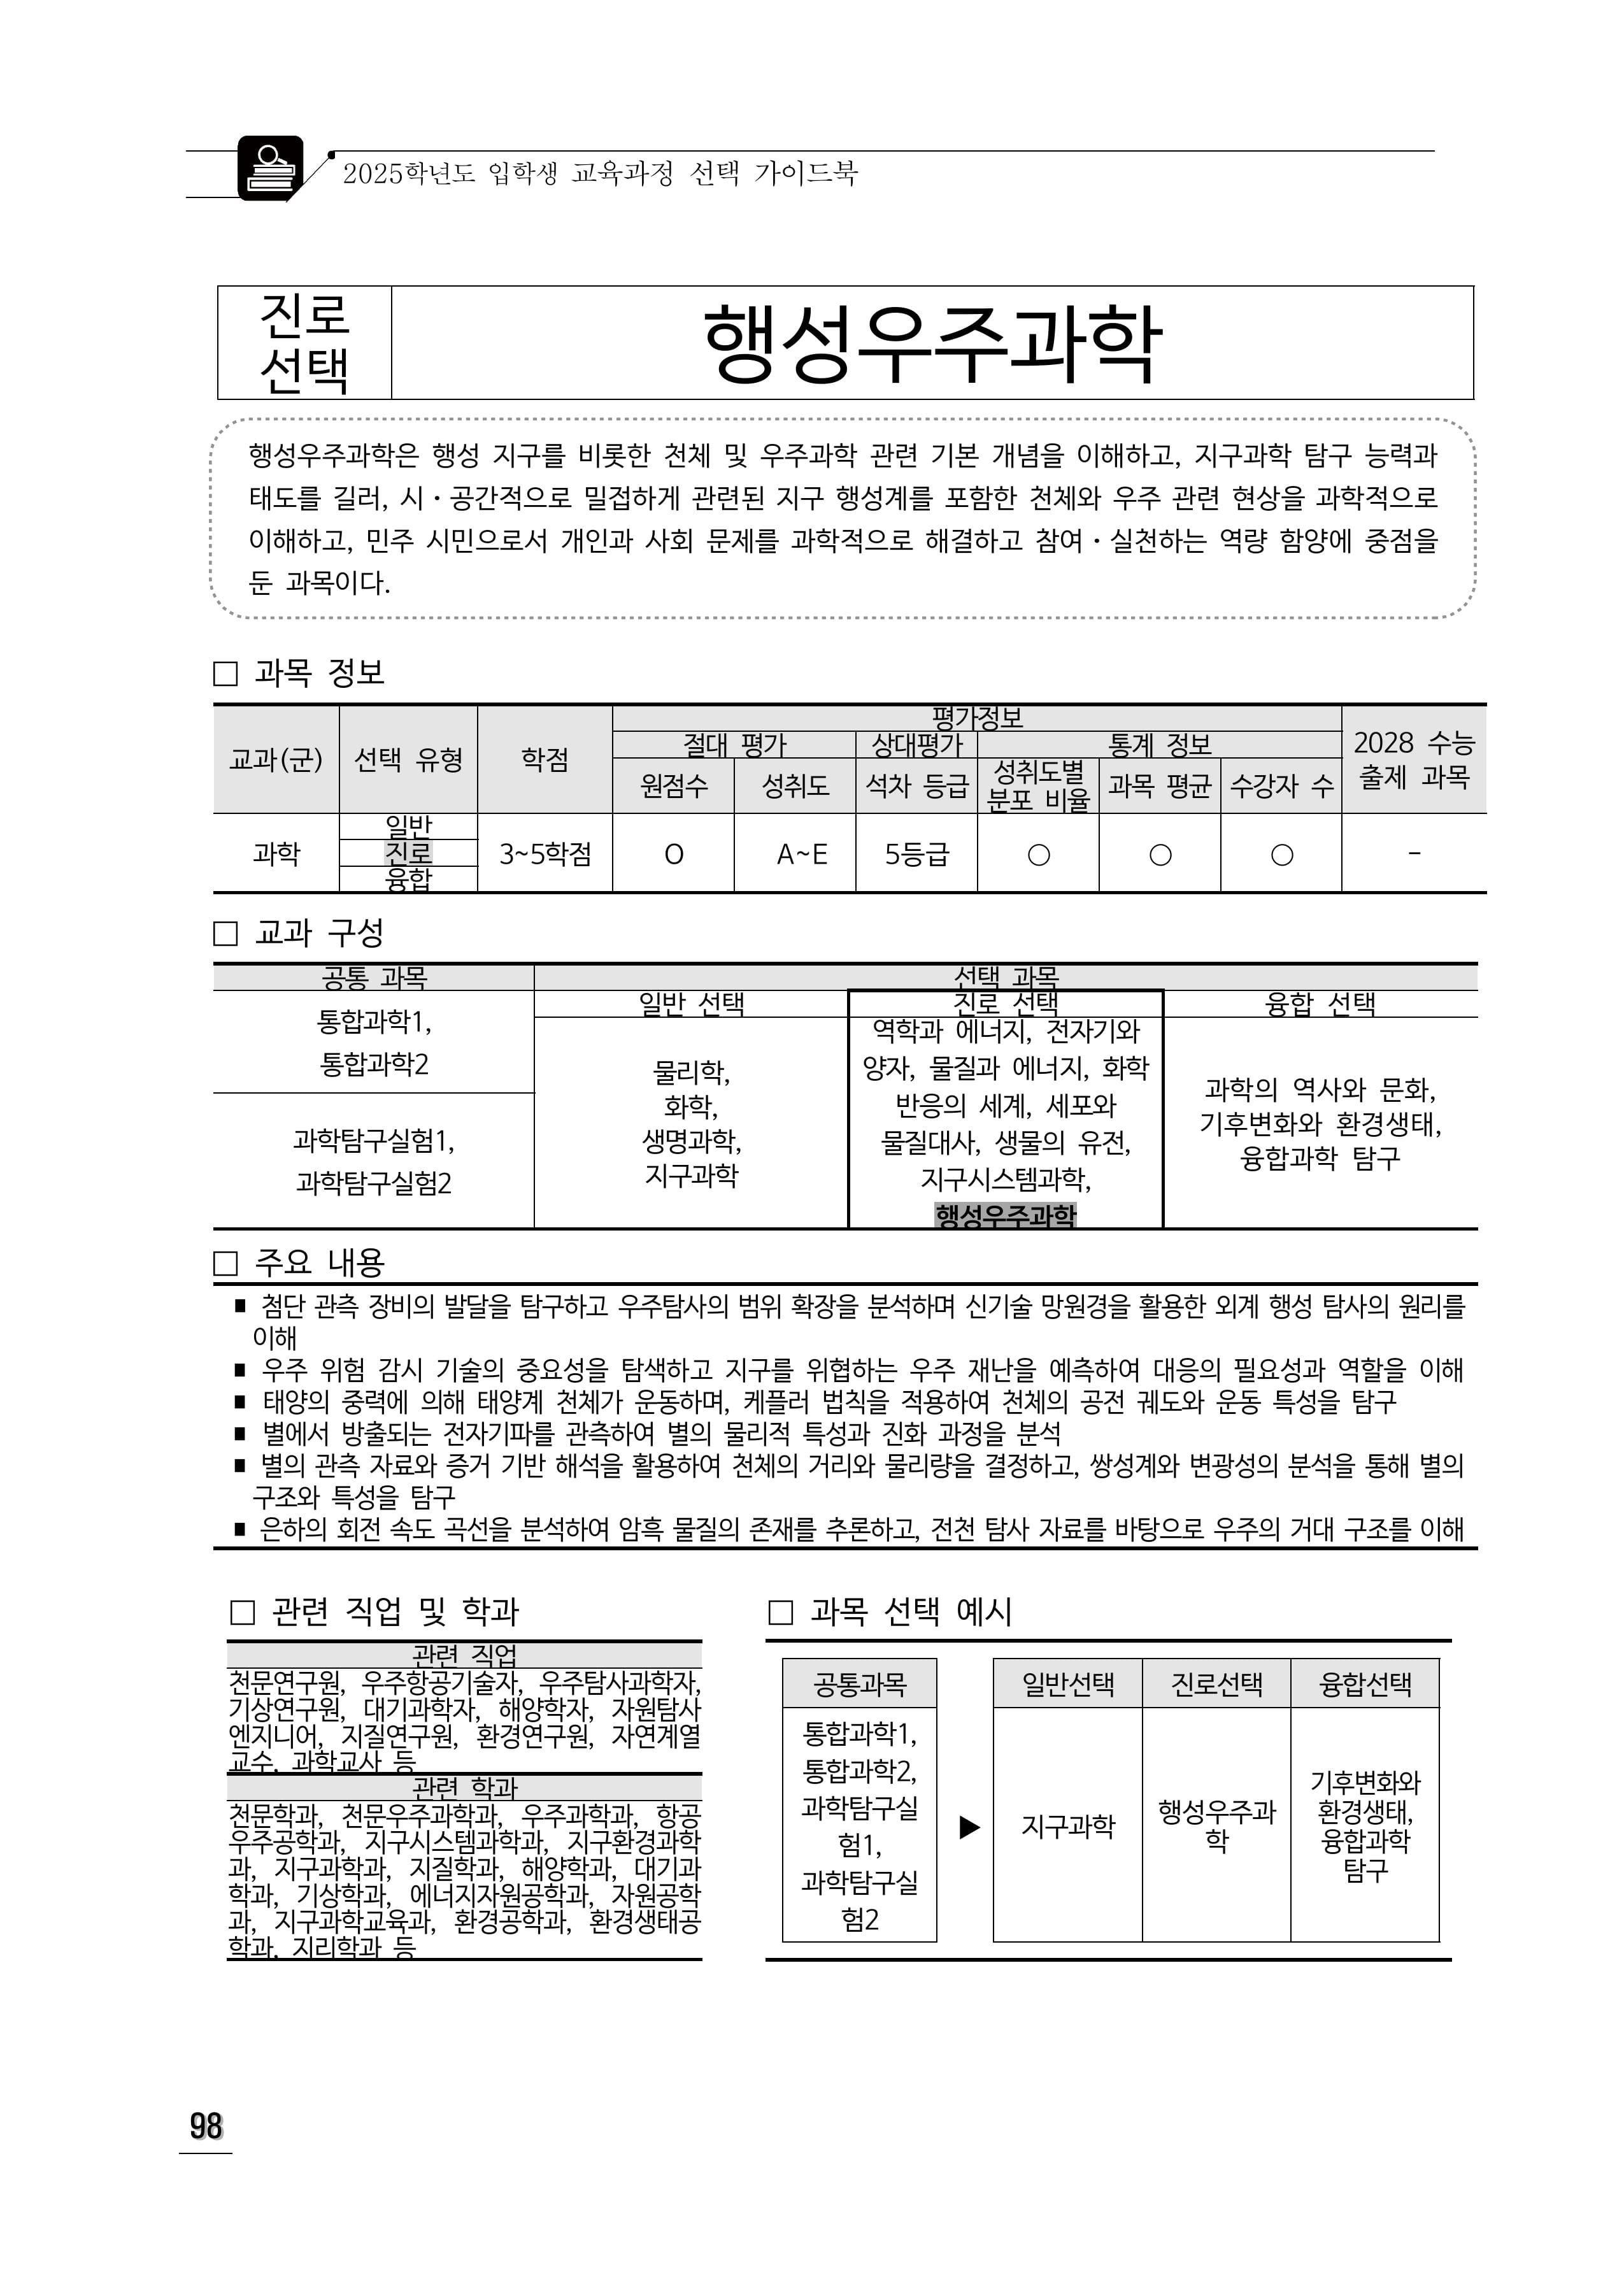 2025학년도 입학생 교육과정 선택 가이드북
진로
선택
행성우주과학
행성우주과학은 행성 지구를 비롯한 천체 및 우주과학 관련 기본 개념을 이해하고, 지구과학 탐구 능력과
태도를 길러, 시·공간적으로 밀접하게 관련된 지구 행성계를 포함한 천체와 우주 관련 현상을 과학적으로
이해하고, 민주 시민으로서 개인과 사회 문제를 과학적으로 해결하고 참여·실천하는 역량 함양에 중점을
둔 과목이다.
□ 과목 정보
교과(군) 선택 유형 학점 평가정보 2028 수능
출제 과목
절대 평가 상대평가 통계 정보
원점수 성취도 석차 등급 성취도별
분포 비율 과목 평균 수강자 수
과학 일반
진로
융합
3~5학점 O A~E 5등급 ○ ○ ○ -
□ 교과 구성
공통 과목 선택 과목
일반 선택 진로 선택 융합 선택
통합과학1,
통합과학2
과학탐구실험1,
과학탐구실험2
물리학,
화학,
생명과학,
지구과학
역학과 에너지, 전자기와
양자, 물질과 에너지, 화학
반응의 세계, 세포와
물질대사, 생물의 유전,
지구시스템과학,
행성우주과학
과학의 역사와 문화,
기후변화와 환경생태,
융합과학 탐구
□ 주요 내용
■ 첨단 관측 장비의 발달을 탐구하고 우주탐사의 범위 확장을 분석하며 신기술 망원경을 활용한 외계 행성 탐사의 원리를
이해
■ 우주 위험 감시 기술의 중요성을 탐색하고 지구를 위협하는 우주 재난을 예측하여 대응의 필요성과 역할을 이해
■ 태양의 중력에 의해 태양계 천체가 운동하며, 케플러 법칙을 적용하여 천체의 공전 궤도와 운동 특성을 탐구
■ 별에서 방출되는 전자기파를 관측하여 별의 물리적 특성과 진화 과정을 분석
■ 별의 관측 자료와 증거 기반 해석을 활용하여 천체의 거리와 물리량을 결정하고, 쌍성계와 변광성의 분석을 통해 별의
구조와 특성을 탐구
■ 은하의 회전 속도 곡선을 분석하여 암흑 물질의 존재를 추론하고, 전천 탐사 자료를 바탕으로 우주의 거대 구조를 이해
□ 관련 직업 및 학과
관련 직업
천문연구원, 우주항공기술자, 우주탐사과학자,
기상연구원, 대기과학자, 해양학자, 자원탐사
엔지니어, 지질연구원, 환경연구원, 자연계열
교수, 과학교사 등
관련 학과
천문학과, 천문우주과학과, 우주과학과, 항공
우주공학과, 지구시스템과학과, 지구환경과학
과, 지구과학과, 지질학과, 해양학과, 대기과
학과, 기상학과, 에너지자원공학과, 자원공학
과, 지구과학교육과, 환경공학과, 환경생태공
학과, 지리학과 등
□ 과목 선택 예시
공통과목
통합과학1,
통합과학2,
과학탐구실
험1,
과학탐구실
험2
▶
일반선택 진로선택 융합선택
지구과학
행성우주과
학
기후변화와
환경생태,
융합과학
탐구
98